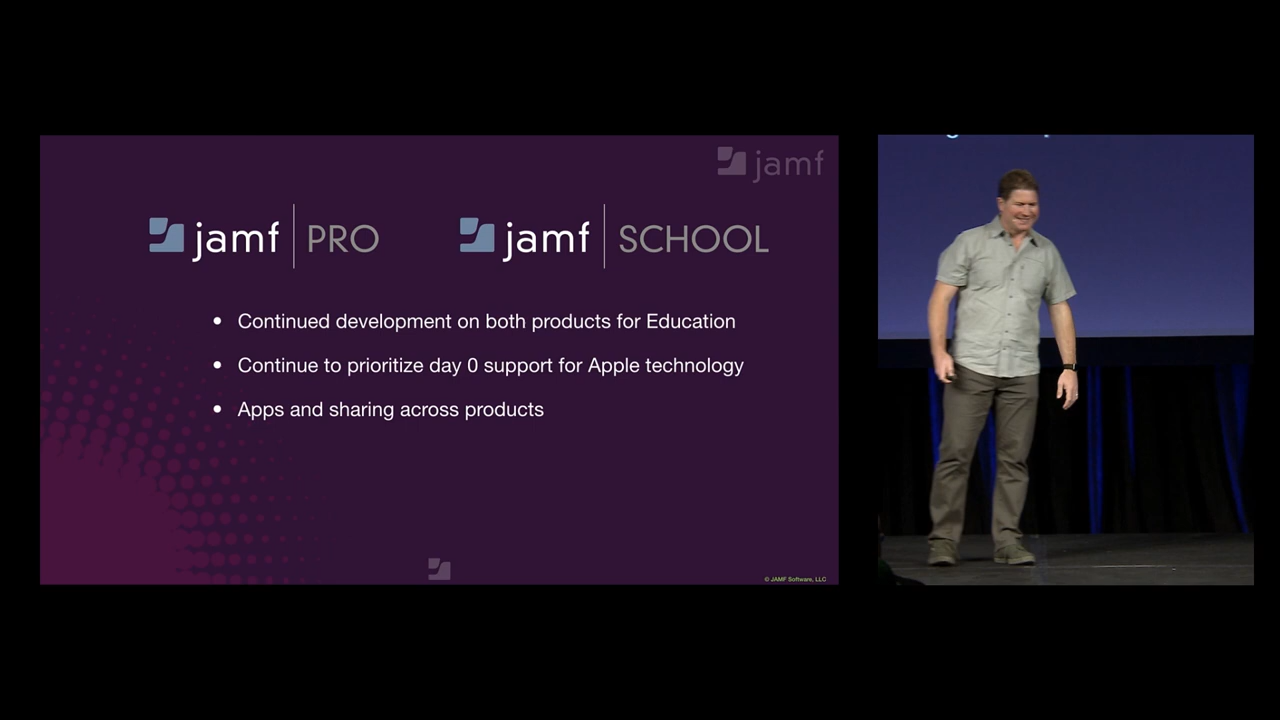 jamf
jamf | PRO
jamf | SCHOOL
• Continued development on both products for Education
• Continue to prioritize day 0 support for Apple technology
• Apps and sharing across products
© JAMF Software, LLC